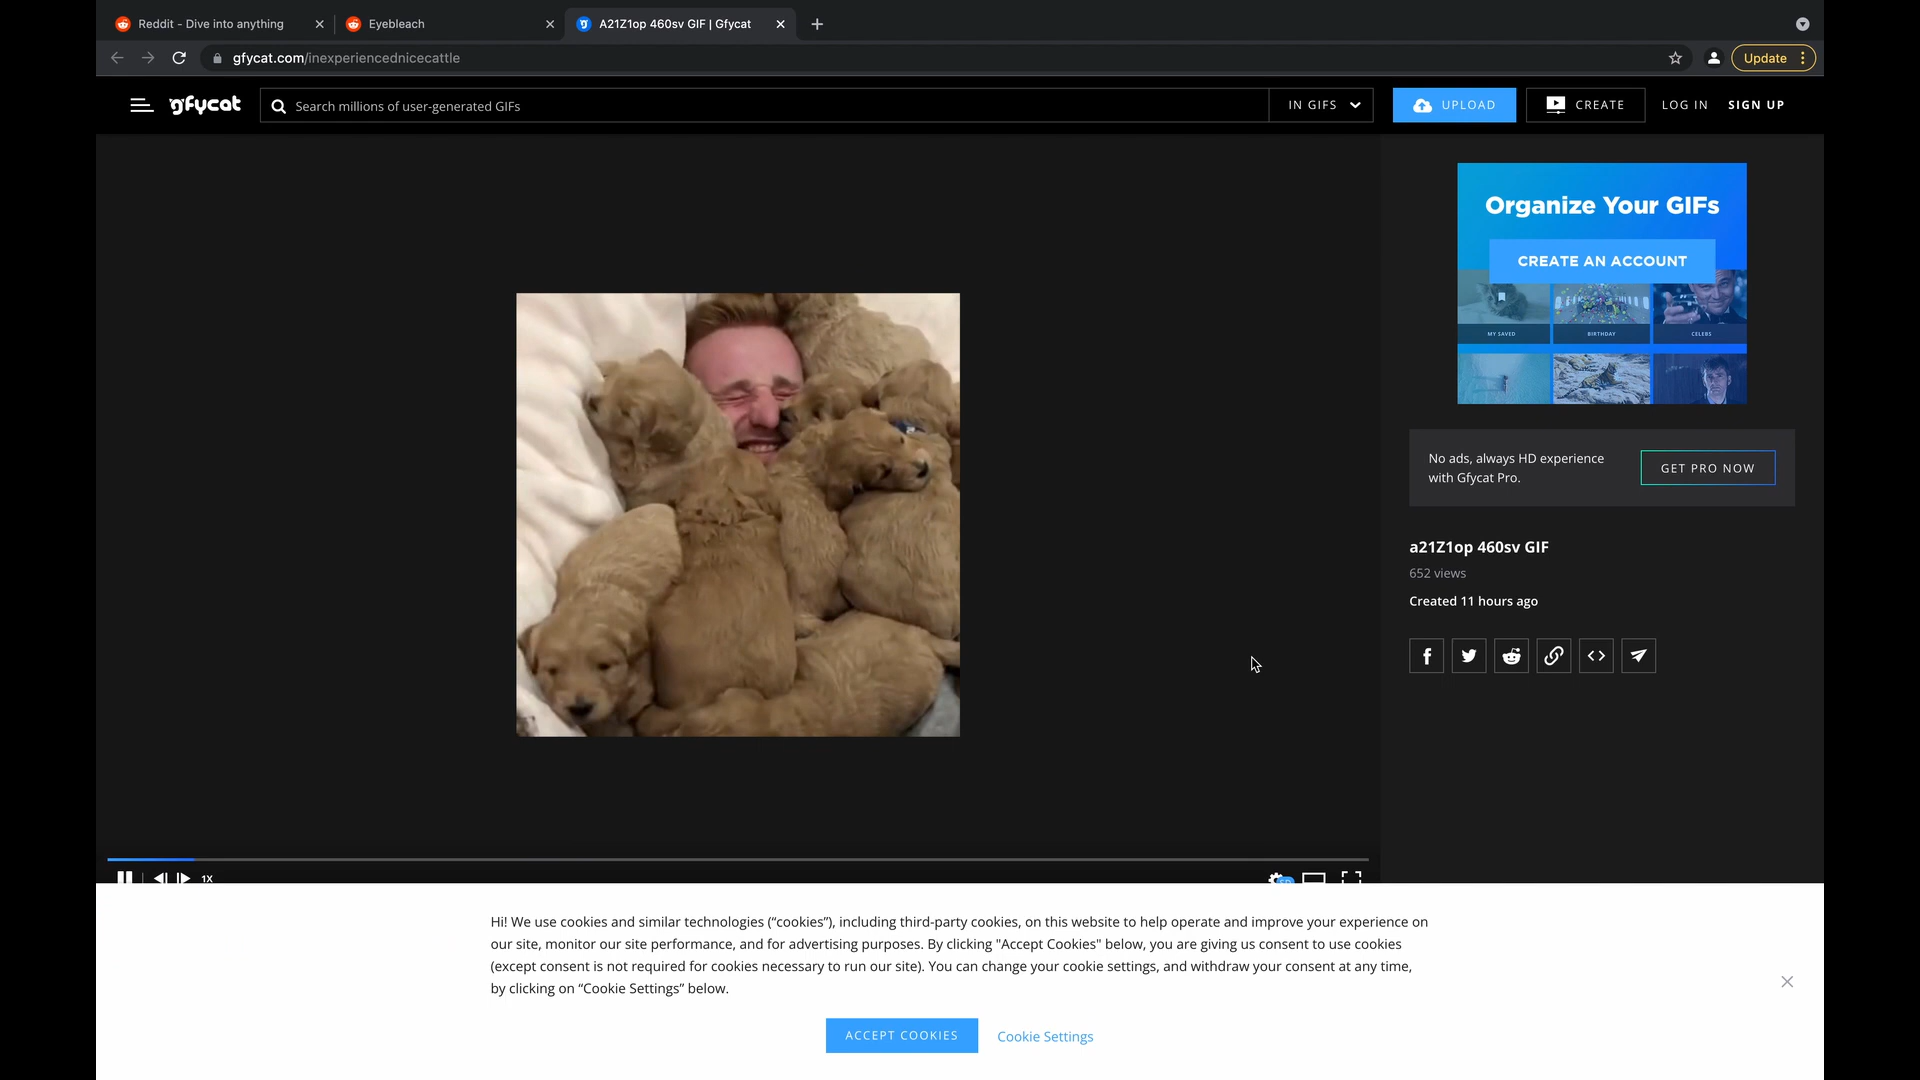 Reddit - Dive into anything
Eyebleach
A21Z1op 460sv GIF | Gfycat
gfycat.com/inexperiencednicecattle
Update
gfycat
Search millions of user-generated GIFs
IN GIFS
UPLOAD
CREATE
LOG IN
SIGN UP
Organize Your GIFs
CREATE AN ACCOUNT
MY SAVED
BIRTHDAY
CELEBS
No ads, always HD experience
with Gfycat Pro.
GET PRO NOW
a21Z1op 460sv GIF
652 views
Created 11 hours ago
1X
Hi! We use cookies and similar technologies (“cookies”), including third-party cookies, on this website to help operate and improve your experience on
our site, monitor our site performance, and for advertising purposes. By clicking "Accept Cookies" below, you are giving us consent to use cookies
(except consent is not required for cookies necessary to run our site). You can change your cookie settings, and withdraw your consent at any time,
by clicking on “Cookie Settings” below.
ACCEPT COOKIES
Cookie Settings